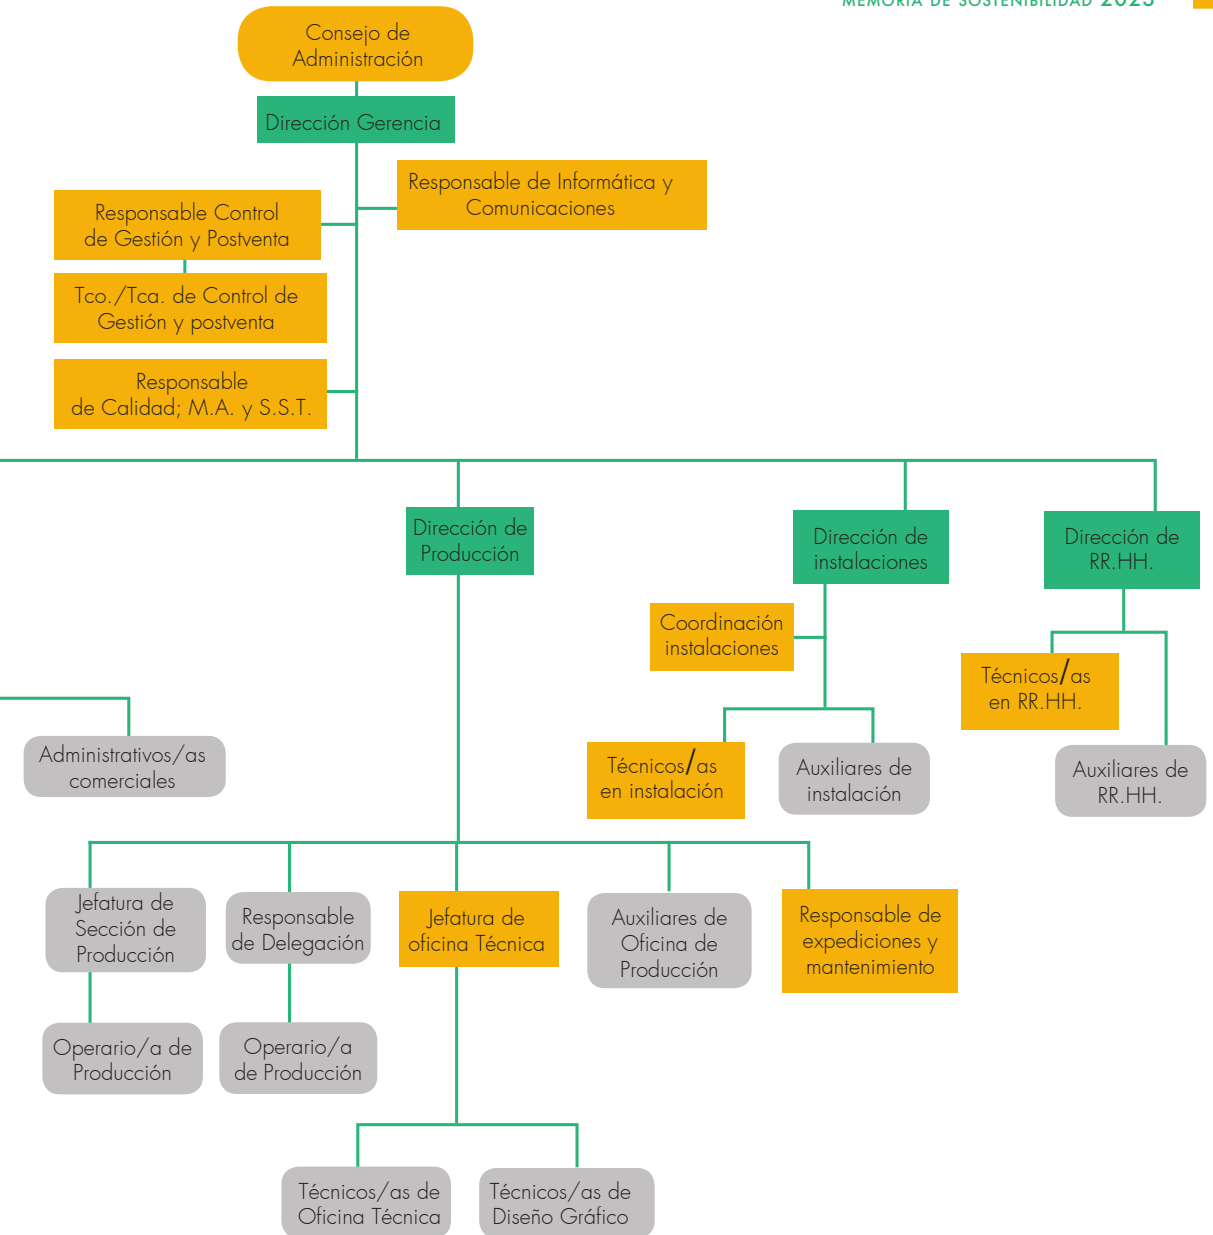 MEMORIA DE SOSTENIBILIDAD 2023
Consejo de
Administración
Dirección Gerencia
Responsable de Informática y
Comunicaciones
Responsable Control
de Gestión y Postventa
Tco./Tca. de Control de
Gestión y postventa
Responsable
de Calidad; M.A. y S.S.T.
Dirección de
Producción
Dirección de
instalaciones
Dirección de
RR.HH.
Coordinación
instalaciones
Técnicos/as
en RR.HH.
Administrativos/as
comerciales
Técnicos/as
en instalación
Auxiliares de
instalación
Auxiliares de
RR.HH.
Jefatura de
Sección de
Producción
Responsable
de Delegación
Jefatura de
oficina Técnica
Auxiliares de
Oficina de
Producción
Responsable de
expediciones y
mantenimiento
Operario/a de
Producción
Operario/a
de Producción
Técnicos/as de
Oficina Técnica
Técnicos/as de
Diseño Gráfico